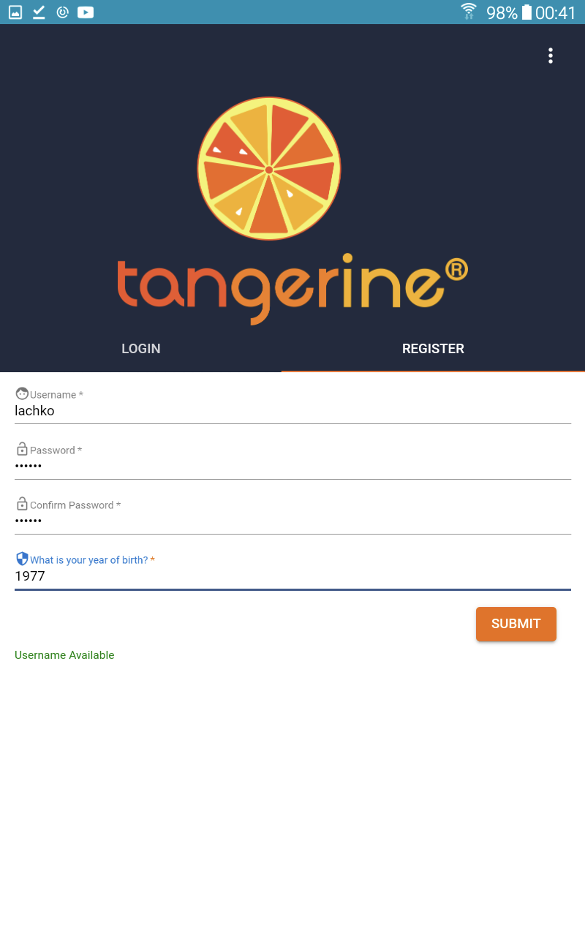 98% 00:41
tangerine®
LOGIN REGISTER
Username *
lachko
Password *
••••••
Confirm Password *
••••••
What is your year of birth? *
1977
SUBMIT
Username Available